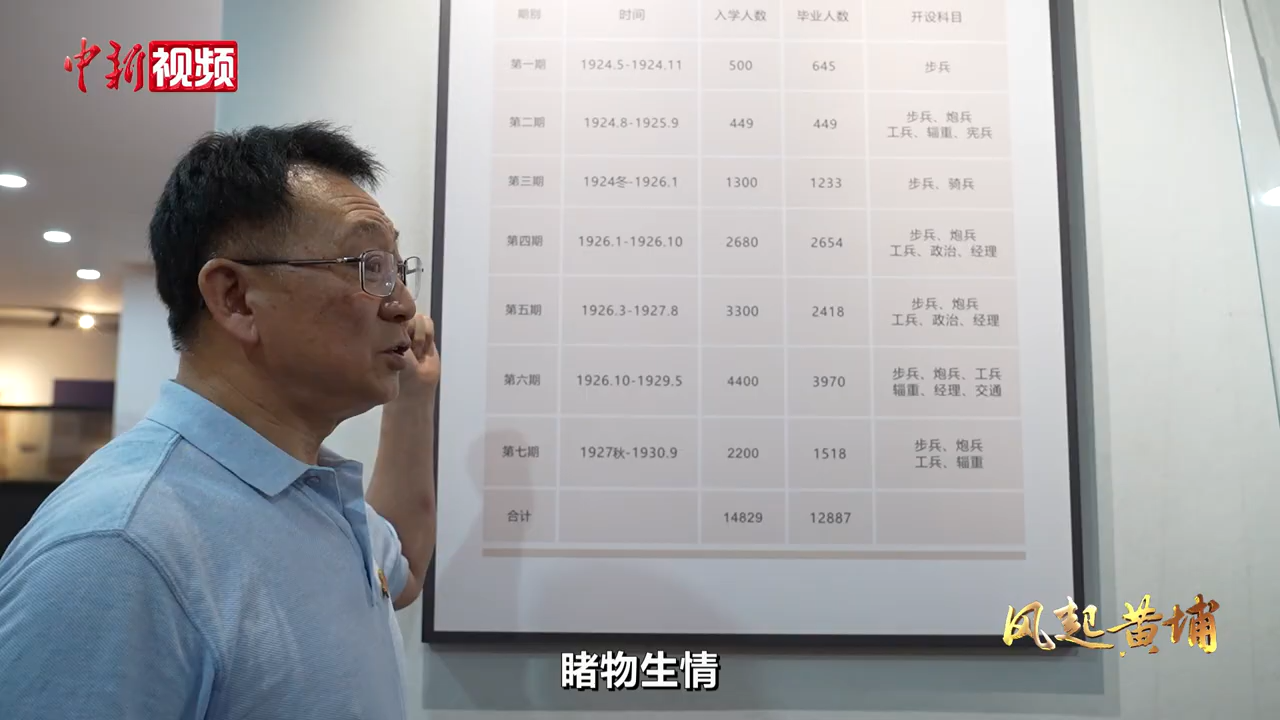 中新视频
期别 时间 入学人数 毕业人数 开设科目
第一期 1924.5-1924.11 500 645 步兵
第二期 1924.8-1925.9 449 449 步兵、炮兵
工兵、辎重、宪兵
第三期 1924冬-1926.1 1300 1233 步兵、骑兵
第四期 1926.1-1926.10 2680 2654 步兵、炮兵
工兵、政治、经理
第五期 1926.3-1927.8 3300 2418 步兵、炮兵
工兵、政治、经理
第六期 1926.10-1929.5 4400 3970 步兵、炮兵、工兵
辎重、经理、交通
第七期 1927秋-1930.9 2200 1518 步兵、炮兵
工兵、辎重
合计 14829 12887
风起黄埔
睹物生情